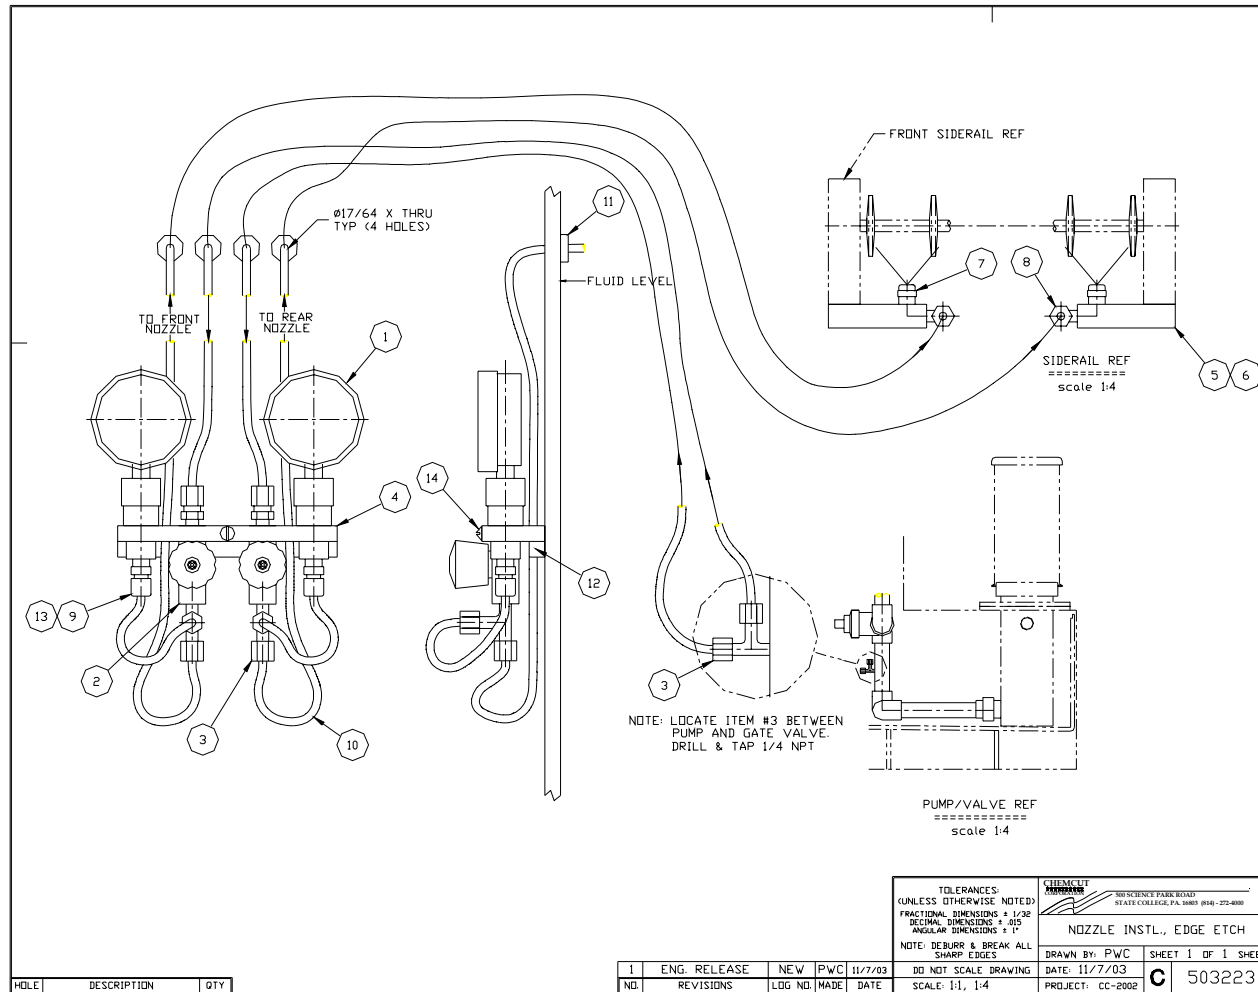 FRONT SIDERAIL REF
Ø17/64 X THRU
TYP (4 HOLES)
11
7
8
FLUID LEVEL
TO FRONT
NOZZLE
TO REAR
NOZZLE
1
SIDERAIL REF
scale 1:4
5
6
14
4
12
13
9
2
3
3
10
NOTE: LOCATE ITEM #3 BETWEEN
PUMP AND GATE VALVE.
DRILL & TAP 1/4 NPT
PUMP/VALVE REF
scale 1:4
TOLERANCES:
(UNLESS OTHERWISE NOTED)
FRACTIONAL DIMENSIONS ± 1/32
DECIMAL DIMENSIONS ± .015
ANGULAR DIMENSIONS ± 1°
NOTE: DEBURR & BREAK ALL
SHARP EDGES
DO NOT SCALE DRAWING
SCALE: 1:1, 1:4
CHEMCUT
CORPORATION
500 SCIENCE PARK ROAD
STATE COLLEGE, PA. 16803 (814) - 272-4000
NOZZLE INSTL., EDGE ETCH
DRAWN BY: PWC
SHEET 1 OF 1 SHEE
DATE: 11/7/03
PROJECT: CC-2002
C
503223
1 ENG. RELEASE NEW PWC 11/7/03
NO. REVISIONS LOG NO. MADE DATE
HOLE DESCRIPTION QTY